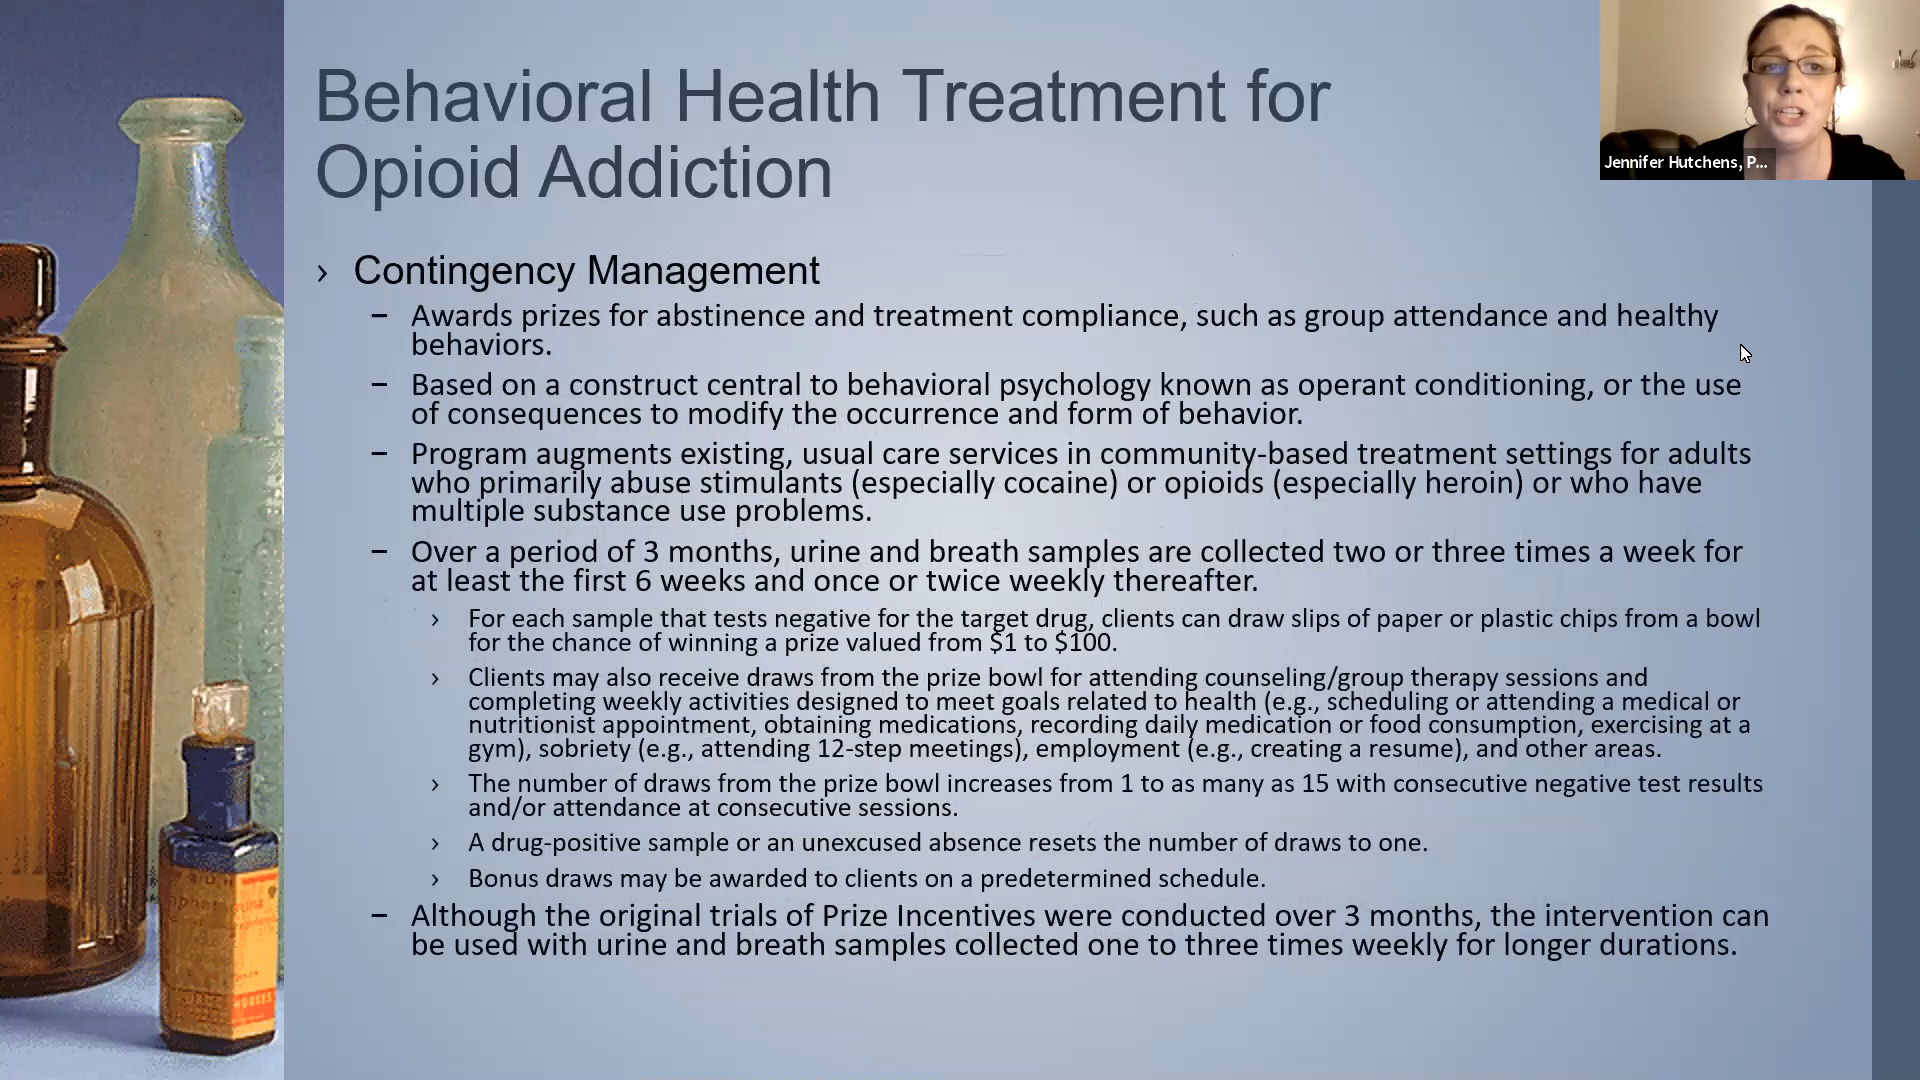 Behavioral Health Treatment for
Opioid Addiction
Jennifer Hutchens, P...
› Contingency Management
– Awards prizes for abstinence and treatment compliance, such as group attendance and healthy
behaviors.
– Based on a construct central to behavioral psychology known as operant conditioning, or the use
of consequences to modify the occurrence and form of behavior.
– Program augments existing, usual care services in community-based treatment settings for adults
who primarily abuse stimulants (especially cocaine) or opioids (especially heroin) or who have
multiple substance use problems.
– Over a period of 3 months, urine and breath samples are collected two or three times a week for
at least the first 6 weeks and once or twice weekly thereafter.
› For each sample that tests negative for the target drug, clients can draw slips of paper or plastic chips from a bowl
for the chance of winning a prize valued from $1 to $100.
› Clients may also receive draws from the prize bowl for attending counseling/group therapy sessions and
completing weekly activities designed to meet goals related to health (e.g., scheduling or attending a medical or
nutritionist appointment, obtaining medications, recording daily medication or food consumption, exercising at a
gym), sobriety (e.g., attending 12-step meetings), employment (e.g., creating a resume), and other areas.
› The number of draws from the prize bowl increases from 1 to as many as 15 with consecutive negative test results
and/or attendance at consecutive sessions.
› A drug-positive sample or an unexcused absence resets the number of draws to one.
› Bonus draws may be awarded to clients on a predetermined schedule.
– Although the original trials of Prize Incentives were conducted over 3 months, the intervention can
be used with urine and breath samples collected one to three times weekly for longer durations.